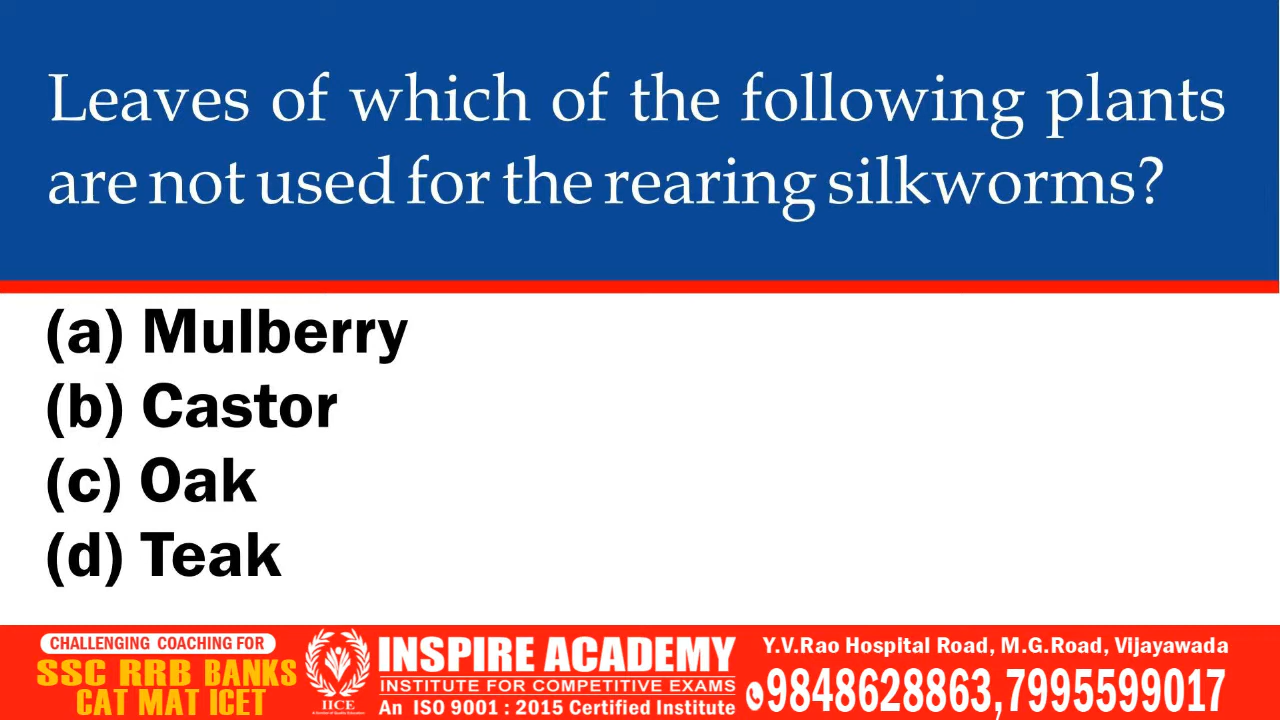 Leaves of which of the following plants
are not used for the rearing silkworms?
(a) Mulberry
(b) Castor
(c) Oak
(d) Teak
CHALLENGING COACHING FOR
SSC RRB BANKS
CAT MAT ICET
IICE
INSPIRE ACADEMY
INSTITUTE FOR COMPETITIVE EXAMS
An ISO 9001 : 2015 Certified Institute
Y.V.Rao Hospital Road, M.G.Road, Vijayawada
9848628863,7995599017